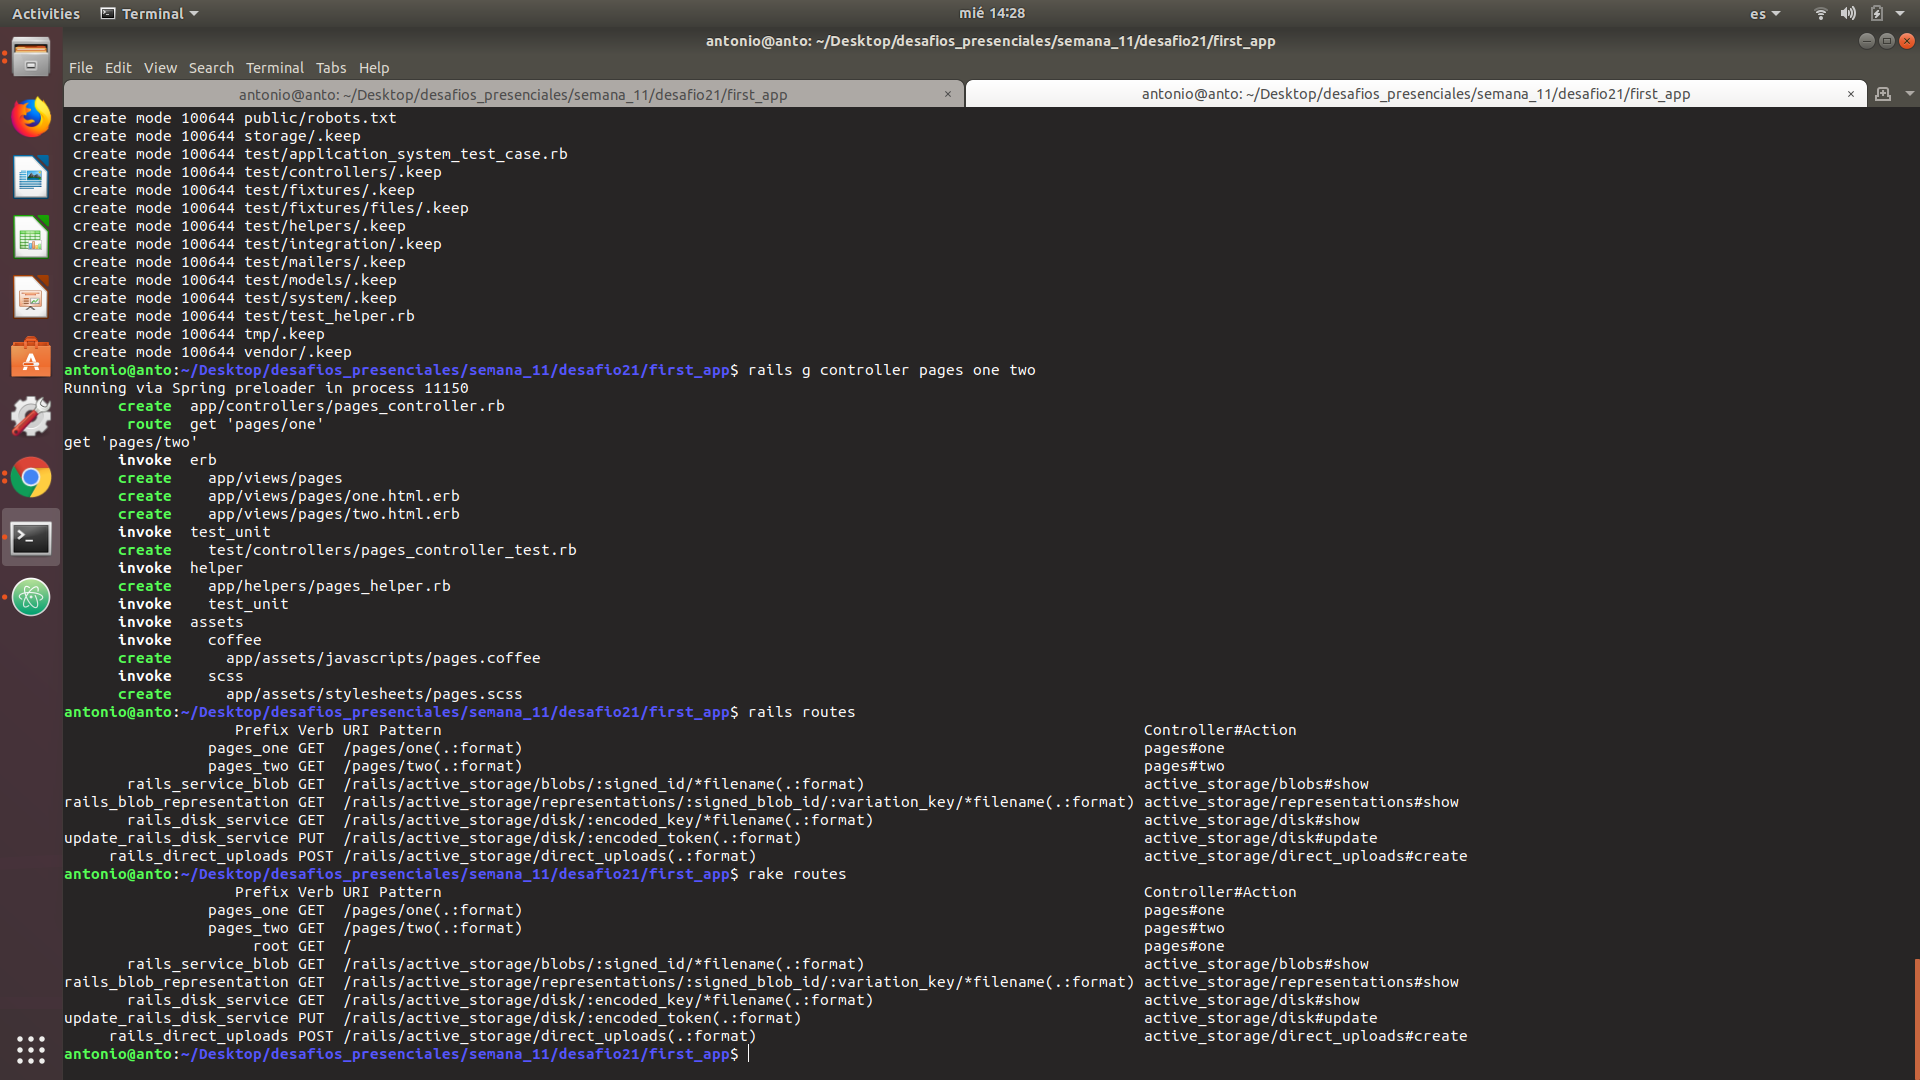 Activities Terminal mié 14:28 es
antonio@anto: ~/Desktop/desafios_presenciales/semana_11/desafio21/first_app
File Edit View Search Terminal Tabs Help
antonio@anto: ~/Desktop/desafios_presenciales/semana_11/desafio21/first_app × antonio@anto: ~/Desktop/desafios_presenciales/semana_11/desafio21/first_app ×
create mode 100644 public/robots.txt
create mode 100644 storage/.keep
create mode 100644 test/application_system_test_case.rb
create mode 100644 test/controllers/.keep
create mode 100644 test/fixtures/.keep
create mode 100644 test/fixtures/files/.keep
create mode 100644 test/helpers/.keep
create mode 100644 test/integration/.keep
create mode 100644 test/mailers/.keep
create mode 100644 test/models/.keep
create mode 100644 test/system/.keep
create mode 100644 test/test_helper.rb
create mode 100644 tmp/.keep
create mode 100644 vendor/.keep
antonio@anto:~/Desktop/desafios_presenciales/semana_11/desafio21/first_app$ rails g controller pages one two
Running via Spring preloader in process 11150
create app/controllers/pages_controller.rb
route get 'pages/one'
get 'pages/two'
invoke erb
create app/views/pages
create app/views/pages/one.html.erb
create app/views/pages/two.html.erb
invoke test_unit
create test/controllers/pages_controller_test.rb
invoke helper
create app/helpers/pages_helper.rb
invoke test_unit
invoke assets
invoke coffee
create app/assets/javascripts/pages.coffee
invoke scss
create app/assets/stylesheets/pages.scss
antonio@anto:~/Desktop/desafios_presenciales/semana_11/desafio21/first_app$ rails routes
Prefix Verb URI Pattern Controller#Action
pages_one GET /pages/one(.:format) pages#one
pages_two GET /pages/two(.:format) pages#two
rails_service_blob GET /rails/active_storage/blobs/:signed_id/*filename(.:format) active_storage/blobs#show
rails_blob_representation GET /rails/active_storage/representations/:signed_blob_id/:variation_key/*filename(.:format) active_storage/representations#show
rails_disk_service GET /rails/active_storage/disk/:encoded_key/*filename(.:format) active_storage/disk#show
update_rails_disk_service PUT /rails/active_storage/disk/:encoded_token(.:format) active_storage/disk#update
rails_direct_uploads POST /rails/active_storage/direct_uploads(.:format) active_storage/direct_uploads#create
antonio@anto:~/Desktop/desafios_presenciales/semana_11/desafio21/first_app$ rake routes
Prefix Verb URI Pattern Controller#Action
pages_one GET /pages/one(.:format) pages#one
pages_two GET /pages/two(.:format) pages#two
root GET / pages#one
rails_service_blob GET /rails/active_storage/blobs/:signed_id/*filename(.:format) active_storage/blobs#show
rails_blob_representation GET /rails/active_storage/representations/:signed_blob_id/:variation_key/*filename(.:format) active_storage/representations#show
rails_disk_service GET /rails/active_storage/disk/:encoded_key/*filename(.:format) active_storage/disk#show
update_rails_disk_service PUT /rails/active_storage/disk/:encoded_token(.:format) active_storage/disk#update
rails_direct_uploads POST /rails/active_storage/direct_uploads(.:format) active_storage/direct_uploads#create
antonio@anto:~/Desktop/desafios_presenciales/semana_11/desafio21/first_app$